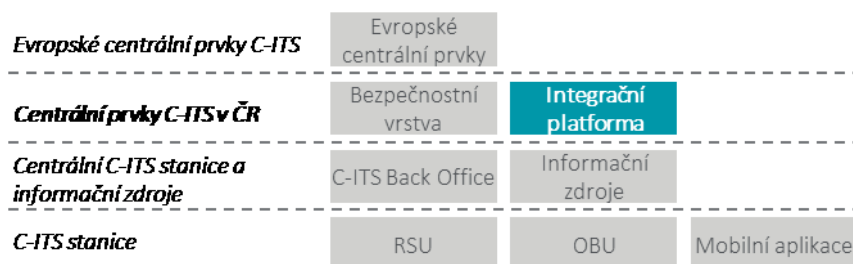 Evropské centrální prvky C-ITS
Evropské
centrální prvky
Centrální prvky C-ITS v ČR
Bezpečnostní
vrstva
Integrační
platforma
Centrální C-ITS stanice a
informační zdroje
C-ITS Back Office
Informační
zdroje
C-ITS stanice
RSU
OBU
Mobilní aplikace